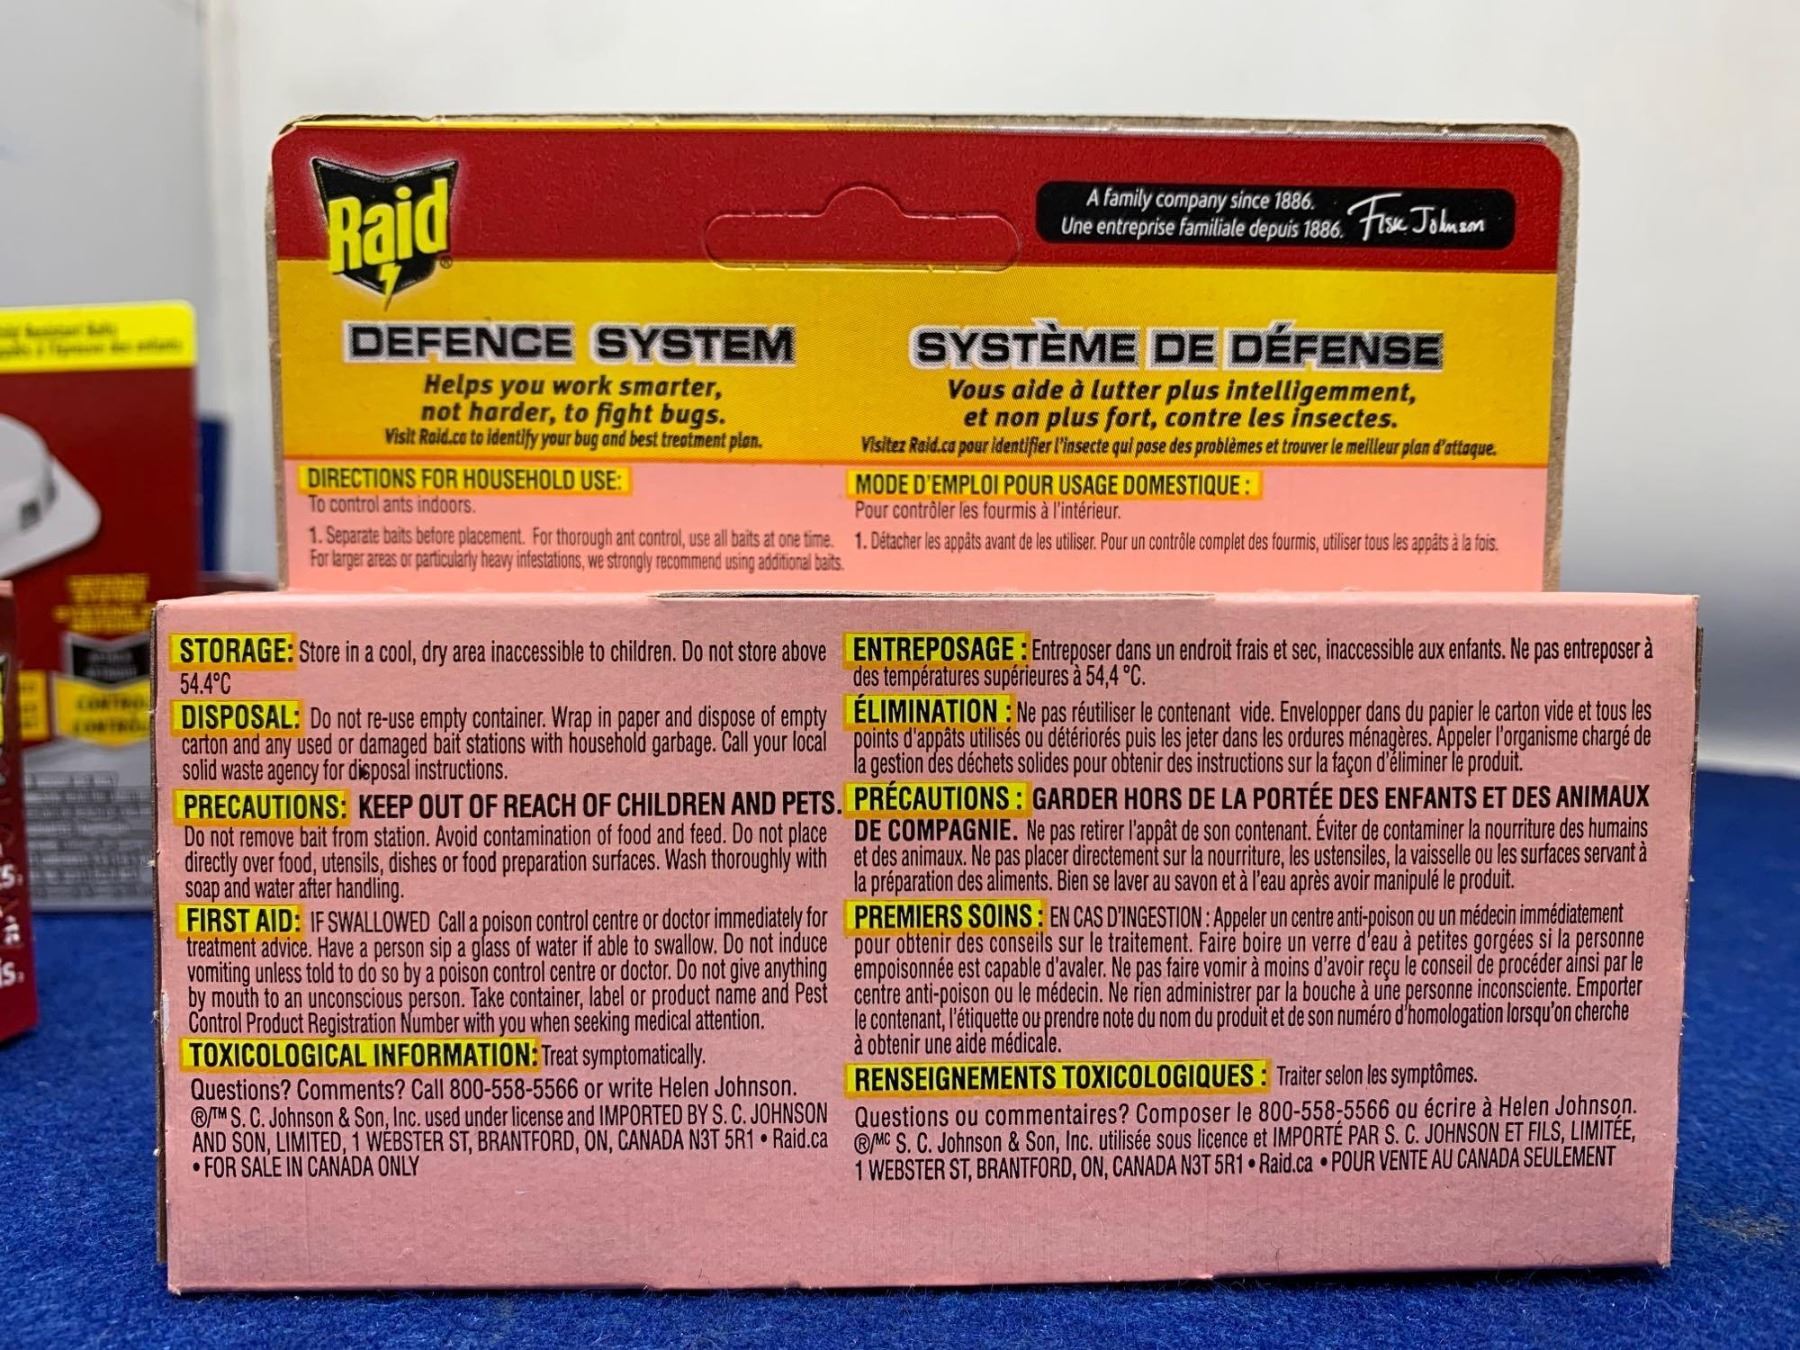 Raid
A family company since 1886.
Une entreprise familiale depuis 1886.
Fisk Johnson
DEFENCE SYSTEM
Helps you work smarter,
not harder, to fight bugs.
Visit Raid.ca to identify your bug and best treatment plan.
SYSTÈME DE DÉFENSE
Vous aide à lutter plus intelligemment,
et non plus fort, contre les insectes.
Visitez Raid.ca pour identifier l'insecte qui pose des problèmes et trouver le meilleur plan d'attaque.
DIRECTIONS FOR HOUSEHOLD USE:
To control ants indoors.
1. Separate baits before placement. For thorough ant control, use all baits at one time.
For larger areas or particularly heavy infestations, we strongly recommend using additional baits.
MODE D'EMPLOI POUR USAGE DOMESTIQUE :
Pour contrôler les fourmis à l'intérieur.
1. Détacher les appâts avant de les utiliser. Pour un contrôle complet des fourmis, utiliser tous les appâts à la fois.
STORAGE: Store in a cool, dry area inaccessible to children. Do not store above
54.4°C
DISPOSAL: Do not re-use empty container. Wrap in paper and dispose of empty
carton and any used or damaged bait stations with household garbage. Call your local
solid waste agency for disposal instructions.
PRECAUTIONS: KEEP OUT OF REACH OF CHILDREN AND PETS.
Do not remove bait from station. Avoid contamination of food and feed. Do not place
directly over food, utensils, dishes or food preparation surfaces. Wash thoroughly with
soap and water after handling.
FIRST AID: IF SWALLOWED Call a poison control centre or doctor immediately for
treatment advice. Have a person sip a glass of water if able to swallow. Do not induce
vomiting unless told to do so by a poison control centre or doctor. Do not give anything
by mouth to an unconscious person. Take container, label or product name and Pest
Control Product Registration Number with you when seeking medical attention.
TOXICOLOGICAL INFORMATION: Treat symptomatically.
Questions? Comments? Call 800-558-5566 or write Helen Johnson.
®/™ S. C. Johnson & Son, Inc. used under license and IMPORTED BY S. C. JOHNSON
AND SON, LIMITED, 1 WEBSTER ST, BRANTFORD, ON, CANADA N3T 5R1 • Raid.ca
• FOR SALE IN CANADA ONLY
ENTREPOSAGE : Entreposer dans un endroit frais et sec, inaccessible aux enfants. Ne pas entreposer à
des températures supérieures à 54,4 °C.
ÉLIMINATION : Ne pas réutiliser le contenant vide. Envelopper dans du papier le carton vide et tous les
points d'appâts utilisés ou détériorés puis les jeter dans les ordures ménagères. Appeler l'organisme chargé de
la gestion des déchets solides pour obtenir des instructions sur la façon d'éliminer le produit.
PRÉCAUTIONS : GARDER HORS DE LA PORTÉE DES ENFANTS ET DES ANIMAUX
DE COMPAGNIE. Ne pas retirer l'appât de son contenant. Éviter de contaminer la nourriture des humains
et des animaux. Ne pas placer directement sur la nourriture, les ustensiles, la vaisselle ou les surfaces servant à
la préparation des aliments. Bien se laver au savon et à l'eau après avoir manipulé le produit.
PREMIERS SOINS : EN CAS D'INGESTION : Appeler un centre anti-poison ou un médecin immédiatement
pour obtenir des conseils sur le traitement. Faire boire un verre d'eau à petites gorgées si la personne
empoisonnée est capable d'avaler. Ne pas faire vomir à moins d'avoir reçu le conseil de procéder ainsi par le
centre anti-poison ou le médecin. Ne rien administrer par la bouche à une personne inconsciente. Emporter
le contenant, l'étiquette ou prendre note du nom du produit et de son numéro d'homologation lorsqu'on cherche
à obtenir une aide médicale.
RENSEIGNEMENTS TOXICOLOGIQUES : Traiter selon les symptômes.
Questions ou commentaires? Composer le 800-558-5566 ou écrire à Helen Johnson.
®/MC S. C. Johnson & Son, Inc. utilisée sous licence et IMPORTÉ PAR S. C. JOHNSON ET FILS, LIMITÉE,
1 WEBSTER ST, BRANTFORD, ON, CANADA N3T 5R1 • Raid.ca • POUR VENTE AU CANADA SEULEMENT